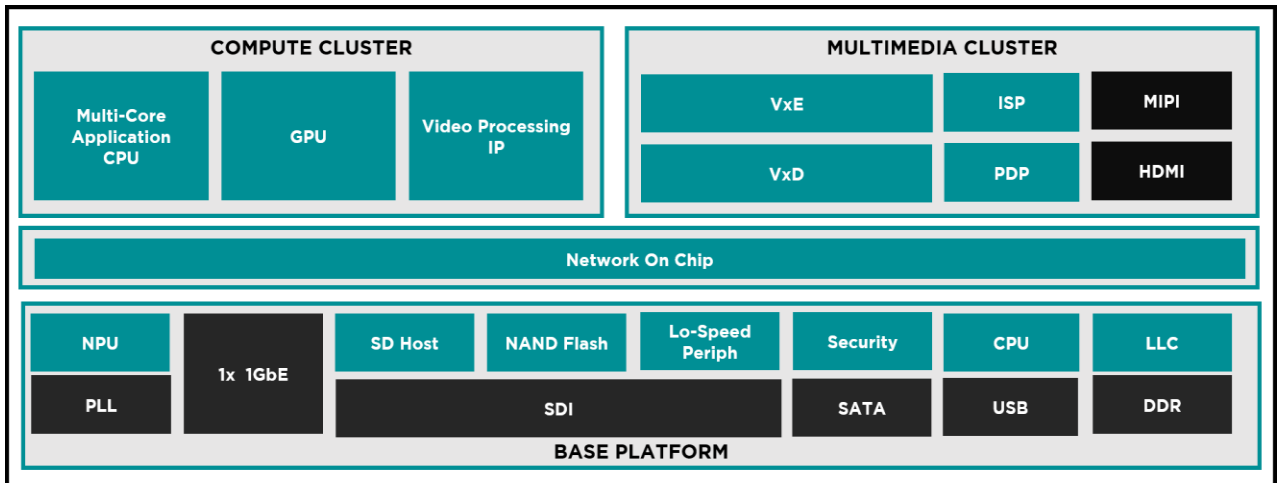 COMPUTE CLUSTER
Multi-Core
Application
CPU
GPU
Video Processing
IP
MULTIMEDIA CLUSTER
VxE
ISP
MIPI
VxD
PDP
HDMI
Network On Chip
NPU
1x 1GbE
SD Host
NAND Flash
Lo-Speed
Periph
Security
CPU
LLC
PLL
SDI
SATA
USB
DDR
BASE PLATFORM